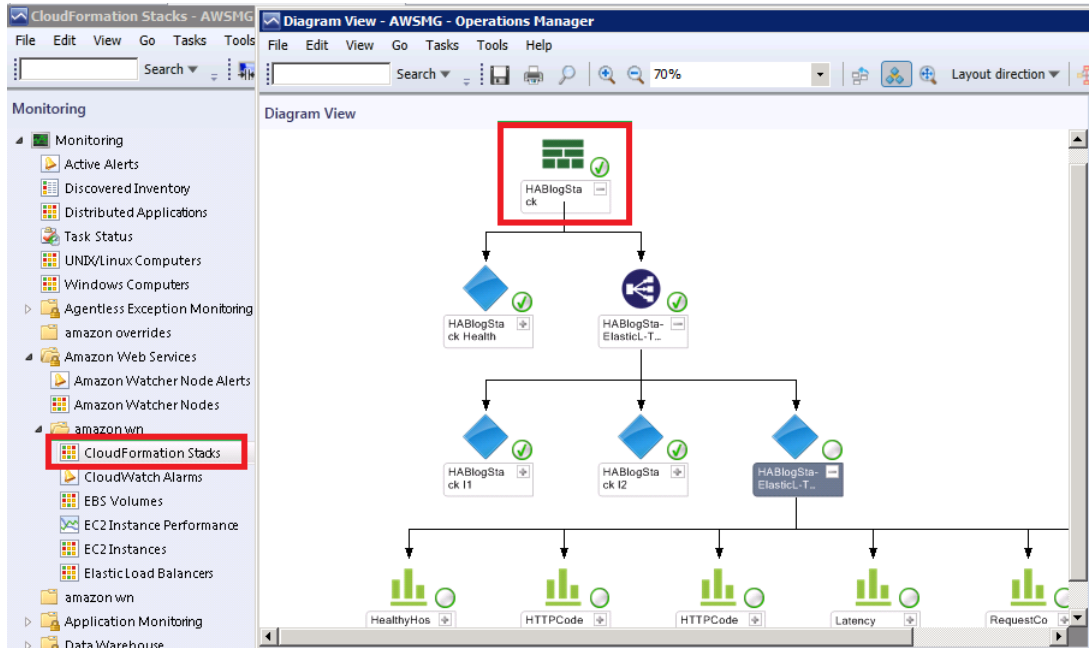 CloudFormation Stacks - AWSMG
File Edit View Go Tasks Tools
Search
Monitoring
Monitoring
Active Alerts
Discovered Inventory
Distributed Applications
Task Status
UNIX/Linux Computers
Windows Computers
Agentless Exception Monitoring
amazon overrides
Amazon Web Services
Amazon Watcher Node Alerts
Amazon Watcher Nodes
amazon wn
CloudFormation Stacks
CloudWatch Alarms
EBS Volumes
EC2 Instance Performance
EC2 Instances
Elastic Load Balancers
amazon wn
Application Monitoring
Data Warehouse
Diagram View - AWSMG - Operations Manager
File Edit View Go Tasks Tools Help
Search 70% Layout direction
Diagram View
HABlogSta
ck
HABlogSta
ck Health
HABlogSta-
ElasticL-T...
HABlogSta
ck I1
HABlogSta
ck I2
HABlogSta-
ElasticL-T...
HealthyHos
HTTPCode
HTTPCode
Latency
RequestCo